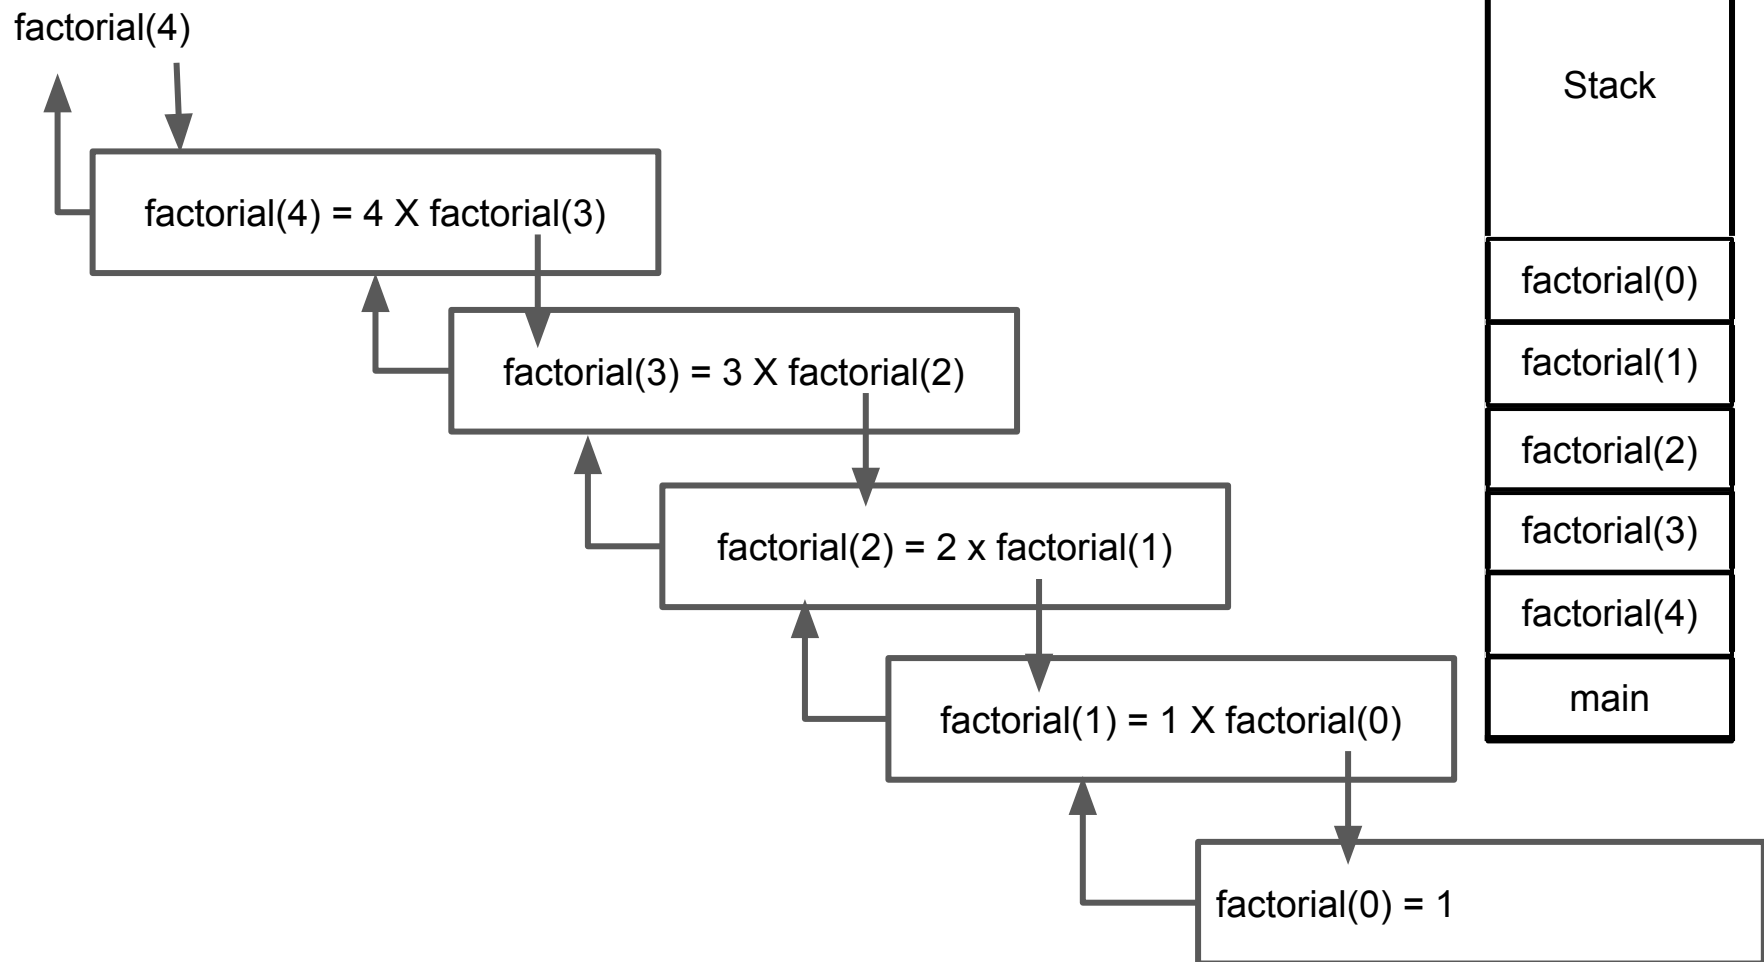 factorial(4)
factorial(4) = 4 X factorial(3)
factorial(3) = 3 X factorial(2)
factorial(2) = 2 x factorial(1)
factorial(1) = 1 X factorial(0)
factorial(0) = 1
Stack
factorial(0)
factorial(1)
factorial(2)
factorial(3)
factorial(4)
main